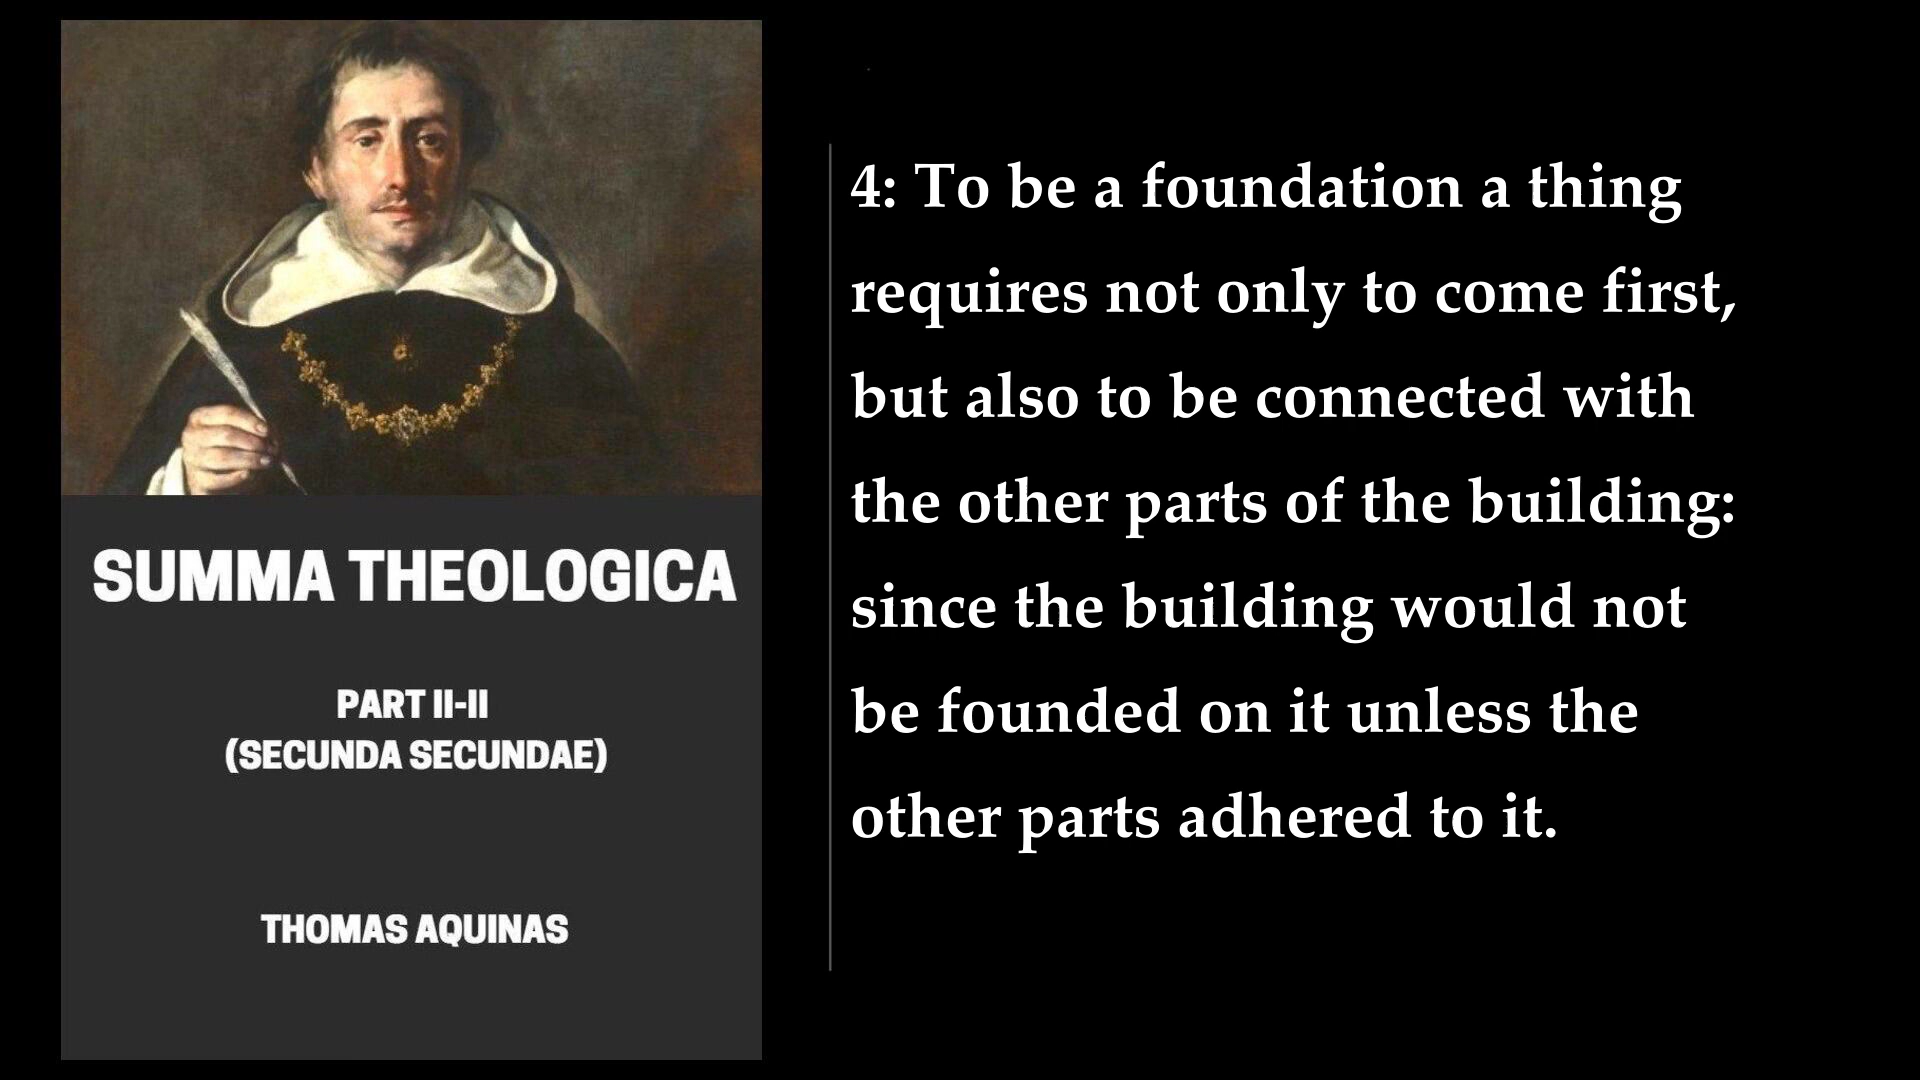 SUMMA THEOLOGICA
PART II-II
(SECUNDA SECUNDAE)
THOMAS AQUINAS
4: To be a foundation a thing
requires not only to come first,
but also to be connected with
the other parts of the building:
since the building would not
be founded on it unless the
other parts adhered to it.